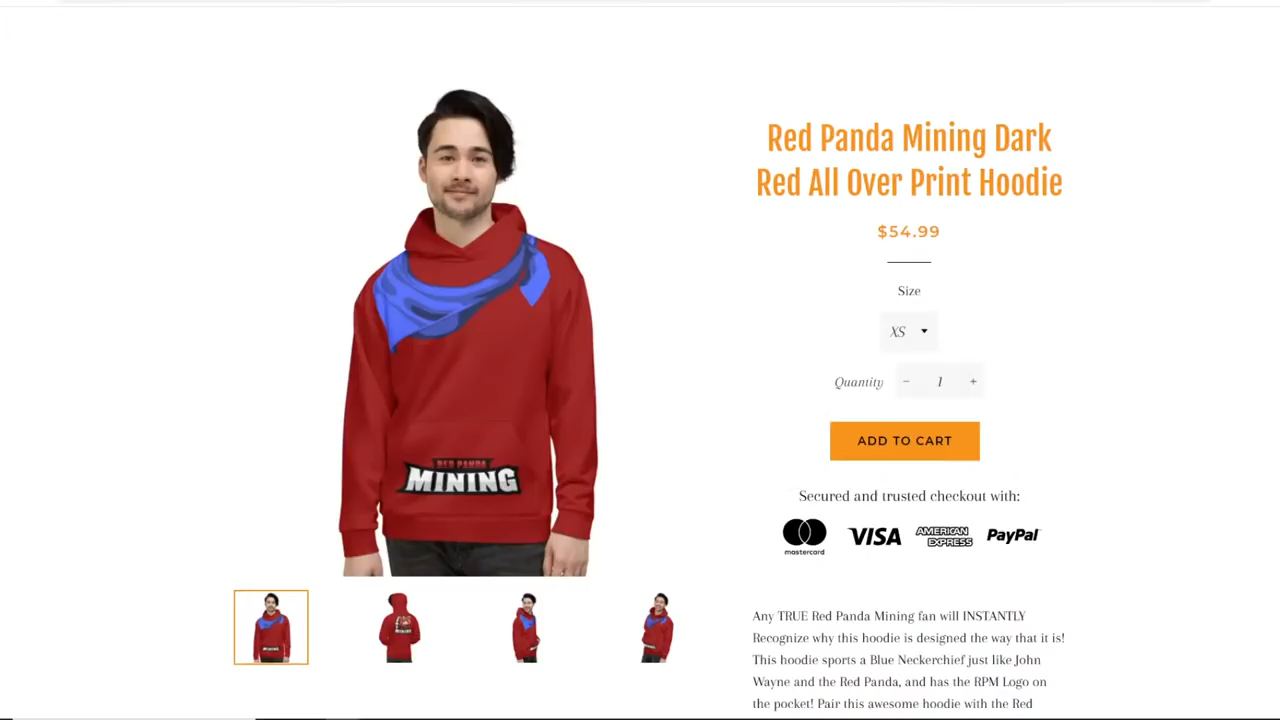 Red Panda Mining Dark
Red All Over Print Hoodie
$54.99
Size
XS
Quantity
− 1 +
ADD TO CART
Secured and trusted checkout with:
mastercard
VISA
AMERICAN
EXPRESS
PayPal
RED PANDA
MINING
Any TRUE Red Panda Mining fan will INSTANTLY
Recognize why this hoodie is designed the way that it is!
This hoodie sports a Blue Neckerchief just like John
Wayne and the Red Panda, and has the RPM Logo on
the pocket! Pair this awesome hoodie with the Red